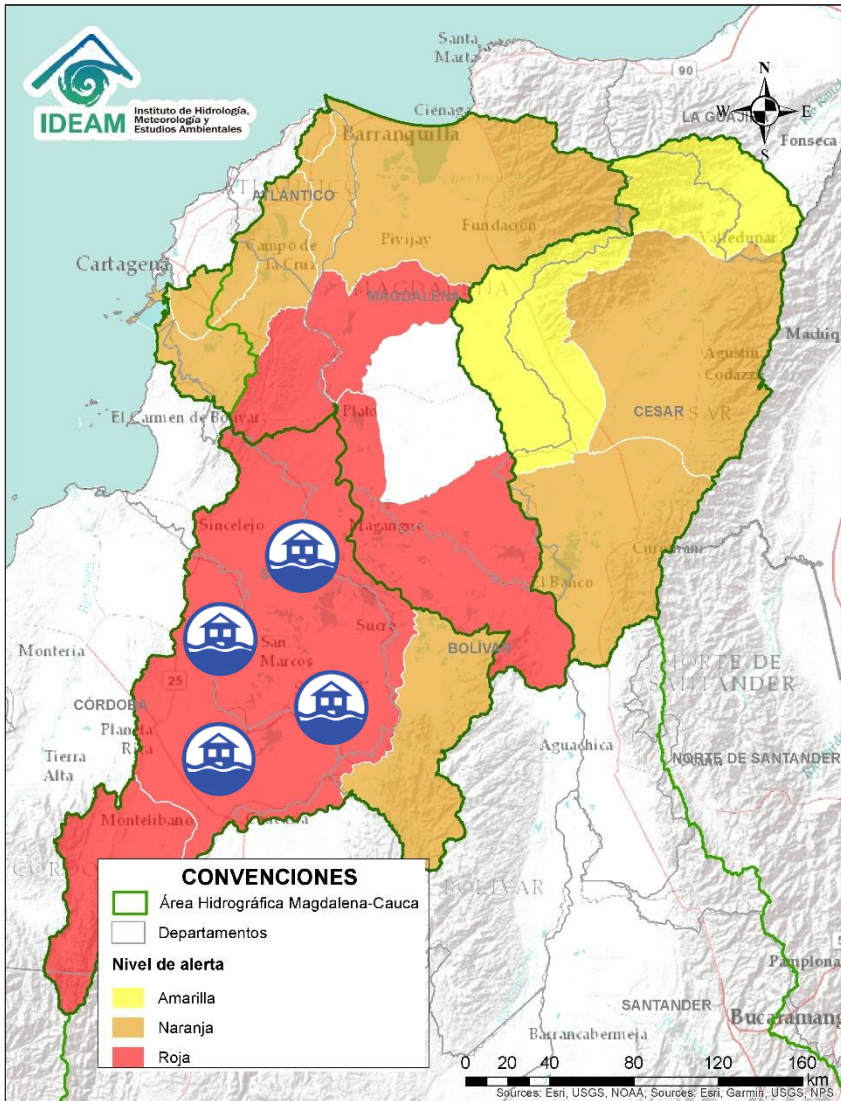 IDEAM
Instituto de Hidrología,
Meteorología y
Estudios Ambientales
Santa
Marta
90
N
E
S
LA GUAJI
Fonseca
Ciénaga
Barranquilla
ATLÁNTICO
Valledupar
Campo de
la Cruz
Pivijay
Fundación
Cartagena
MAGDALENA
Machiq
Agustín
Codazzi
El Carmen de Bolívar
Plato
CESAR
Sincelejo
Magangué
El Banco
Sucre
San
Marcos
BOLÍVAR
Montería
25
CÓRDOBA
Planeta
Rica
NORTE DE
SANTANDER
Tierra
Alta
Aguachica
NORTE DE SANTANDER
Montelíbano
BOLÍVAR
CONVENCIONES
Área Hidrográfica Magdalena-Cauca
Departamentos
Nivel de alerta
Amarilla
Naranja
Roja
Pamplona
SANTANDER
Bucaramang
Barrancabermeja
0 20 40 80 120 160
km
Sources: Esri, USGS, NOAA; Sources: Esri, Garmin, USGS, NPS